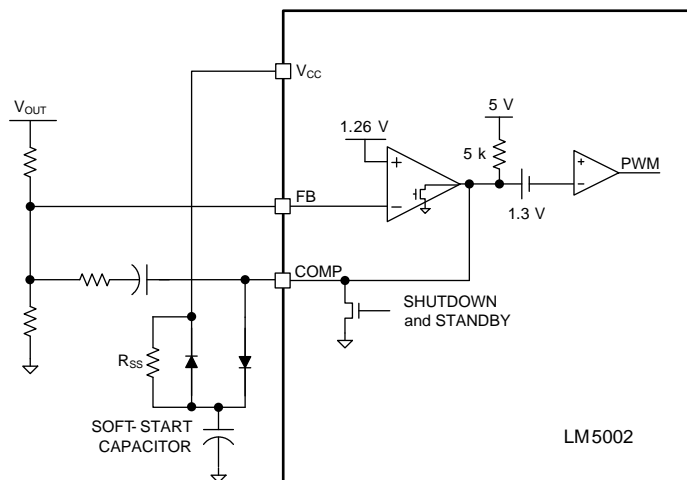 VCC
VOUT
5 V
1.26 V
5 k
PWM
+
+
FB
−
−
1.3 V
COMP
SHUTDOWN
and STANDBY
RSS
SOFT- START
CAPACITOR
LM5002